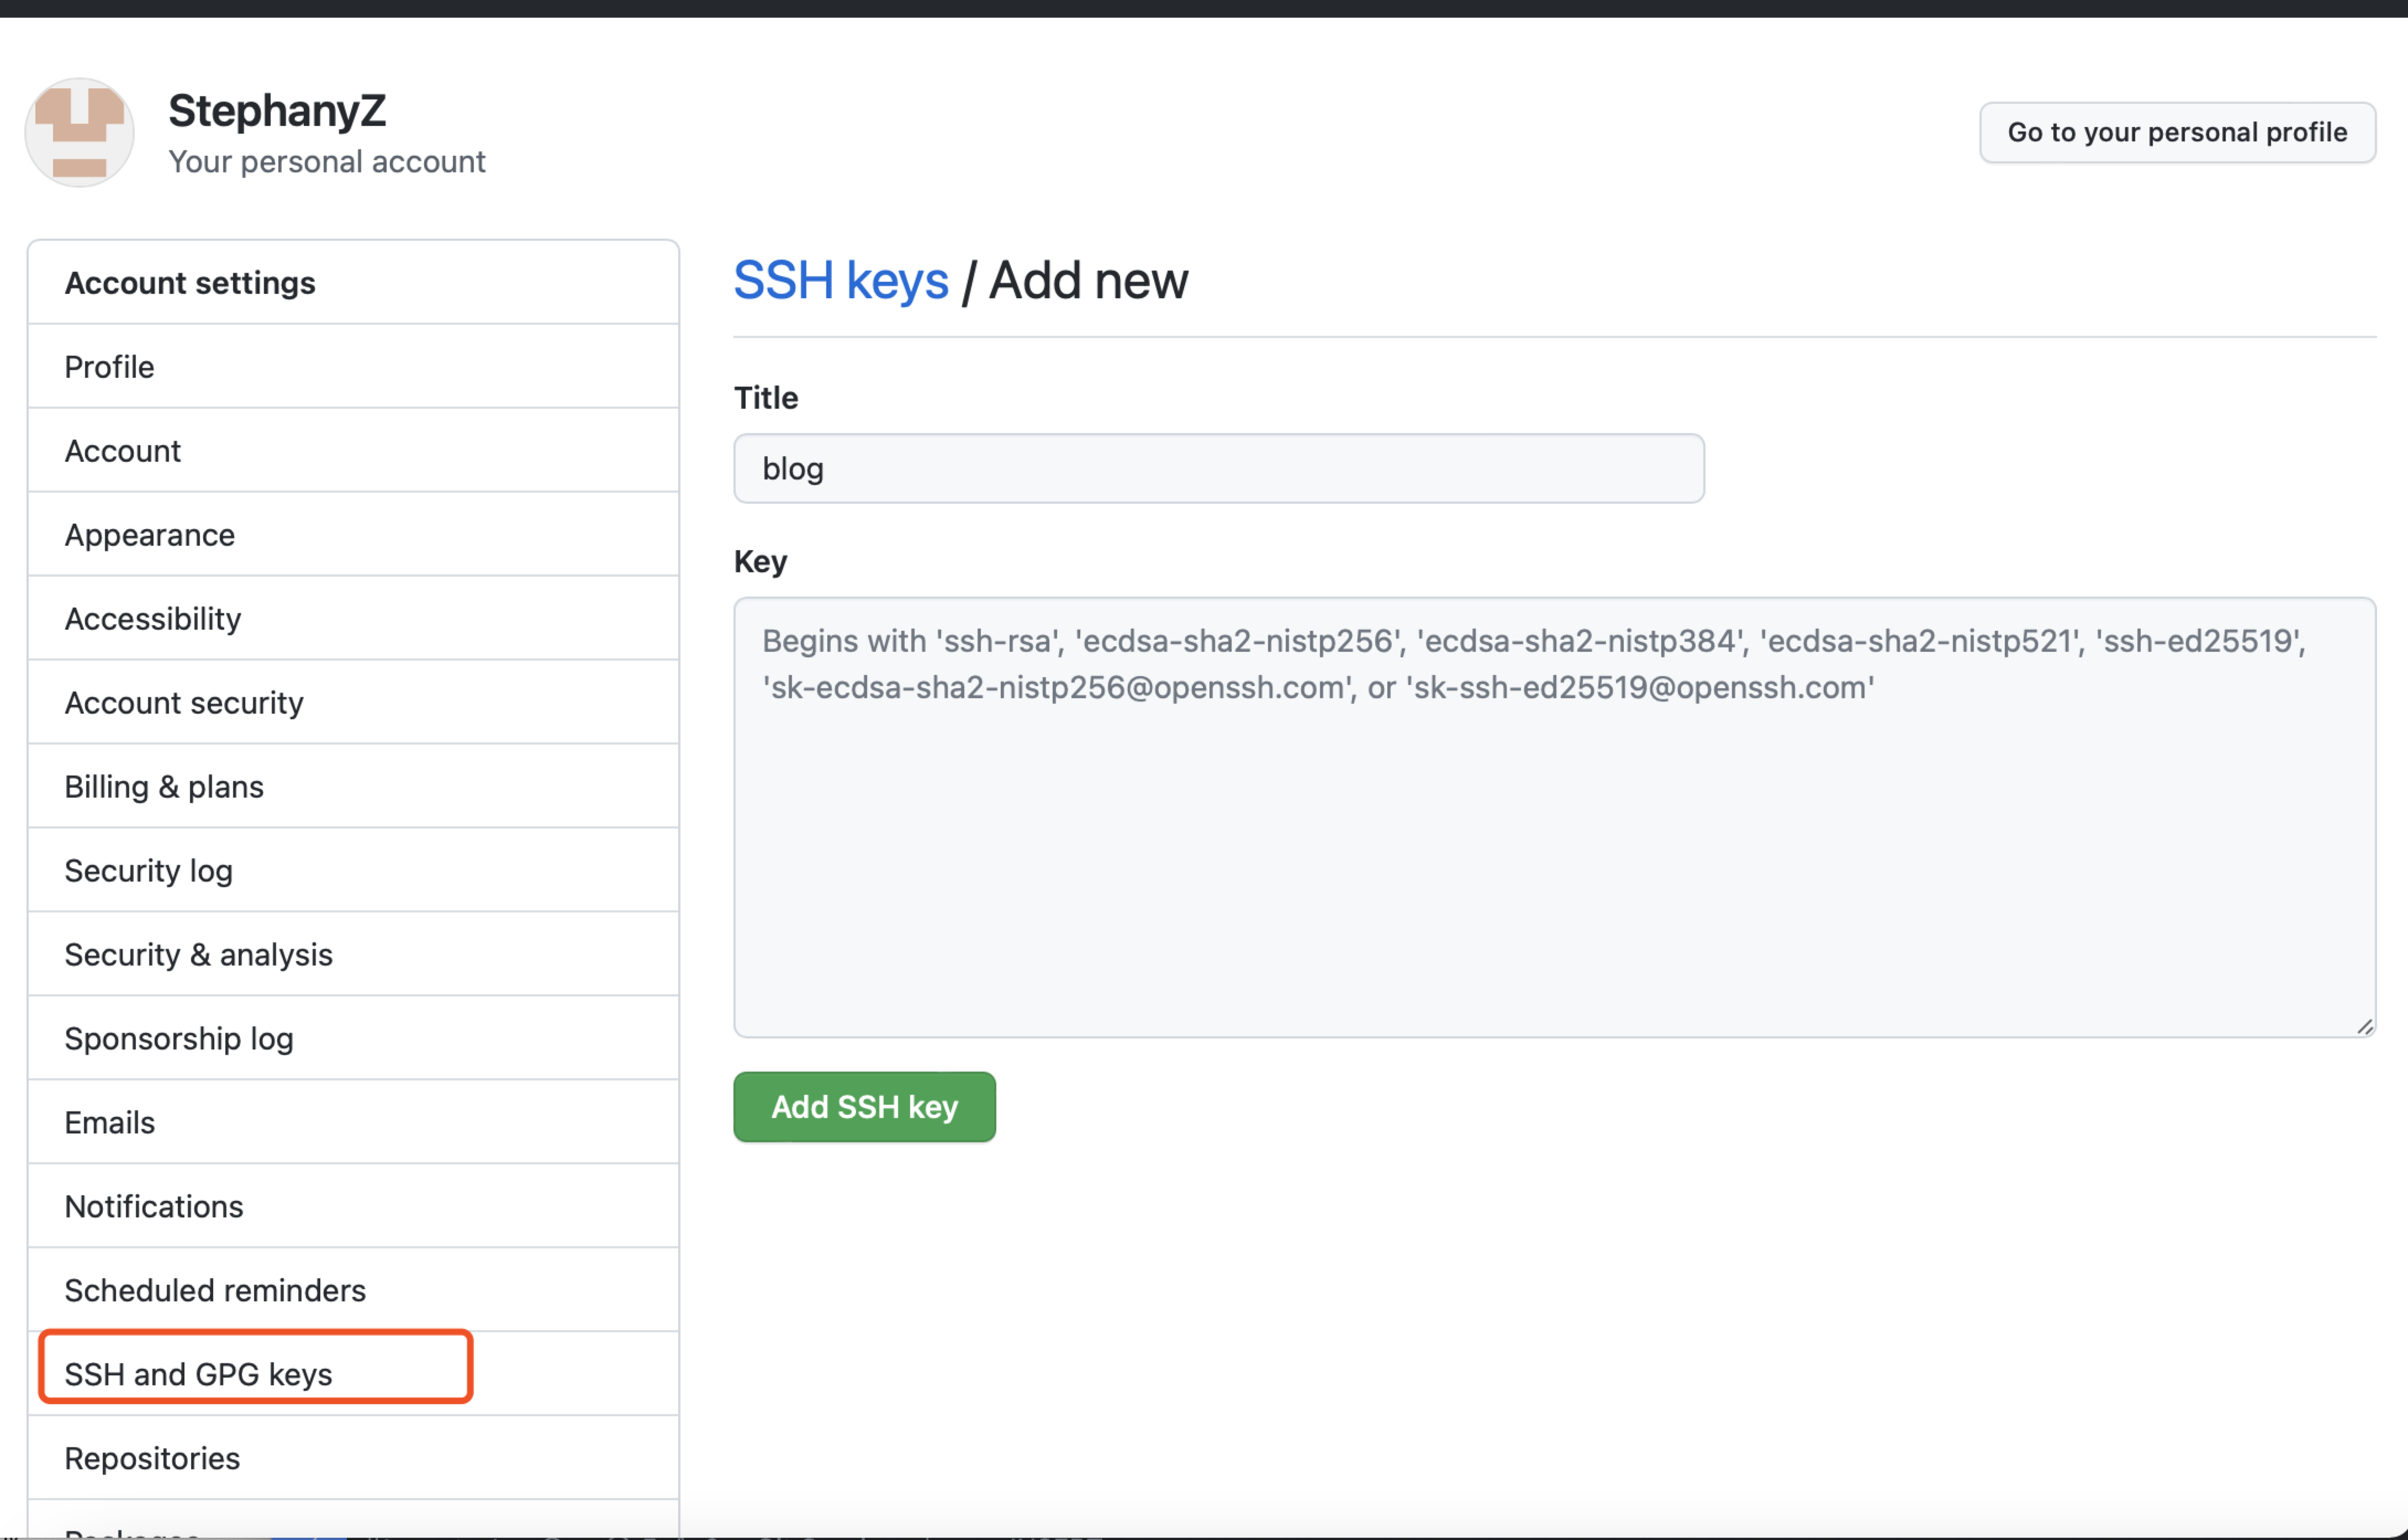 StephanyZ
Your personal account
Go to your personal profile
Account settings
Profile
Account
Appearance
Accessibility
Account security
Billing & plans
Security log
Security & analysis
Sponsorship log
Emails
Notifications
Scheduled reminders
SSH and GPG keys
Repositories
SSH keys / Add new
Title
blog
Key
Begins with 'ssh-rsa', 'ecdsa-sha2-nistp256', 'ecdsa-sha2-nistp384', 'ecdsa-sha2-nistp521', 'ssh-ed25519',
'sk-ecdsa-sha2-nistp256@openssh.com', or 'sk-ssh-ed25519@openssh.com'
Add SSH key